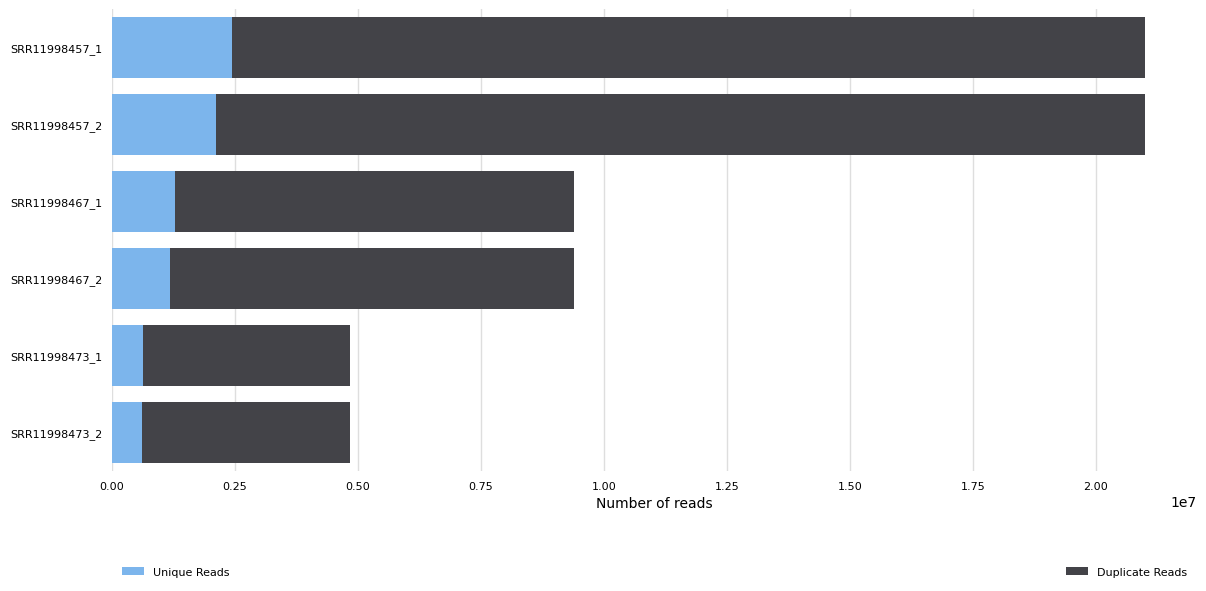 SRR11998457_1
SRR11998457_2
SRR11998467_1
SRR11998467_2
SRR11998473_1
SRR11998473_2
0.00 0.25 0.50 0.75 1.00 1.25 1.50 1.75 2.00
Number of reads 1e7
Unique Reads Duplicate Reads